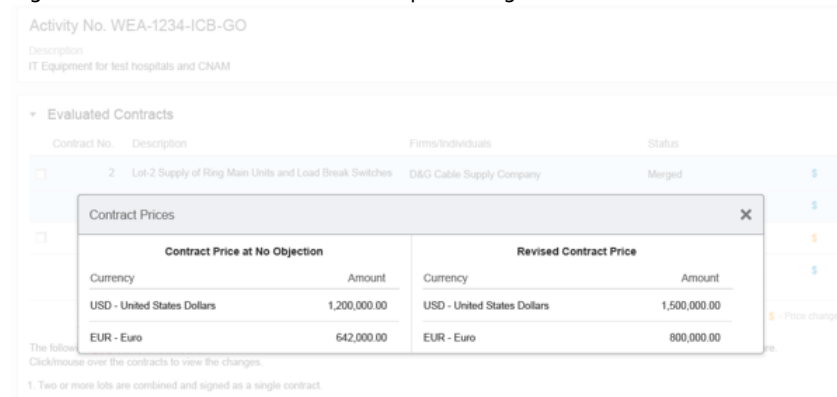 Activity No. WEA-1234-ICB-GO
Description
IT Equipment for test hospitals and CNAM
Evaluated Contracts
Contract No. Description Firms/Individuals Status
2 Lot-2 Supply of Ring Main Units and Load Break Switches D&G Cable Supply Company Merged $
$
Contract Prices
$
Contract Price at No Objection Revised Contract Price
Currency Amount Currency Amount
$
USD - United States Dollars 1,200,000.00 USD - United States Dollars 1,500,000.00
$ - Price change
EUR - Euro 642,000.00 EUR - Euro 800,000.00
The follow re.
Click/mouse over the contracts to view the changes.
1. Two or more lots are combined and signed as a single contract.